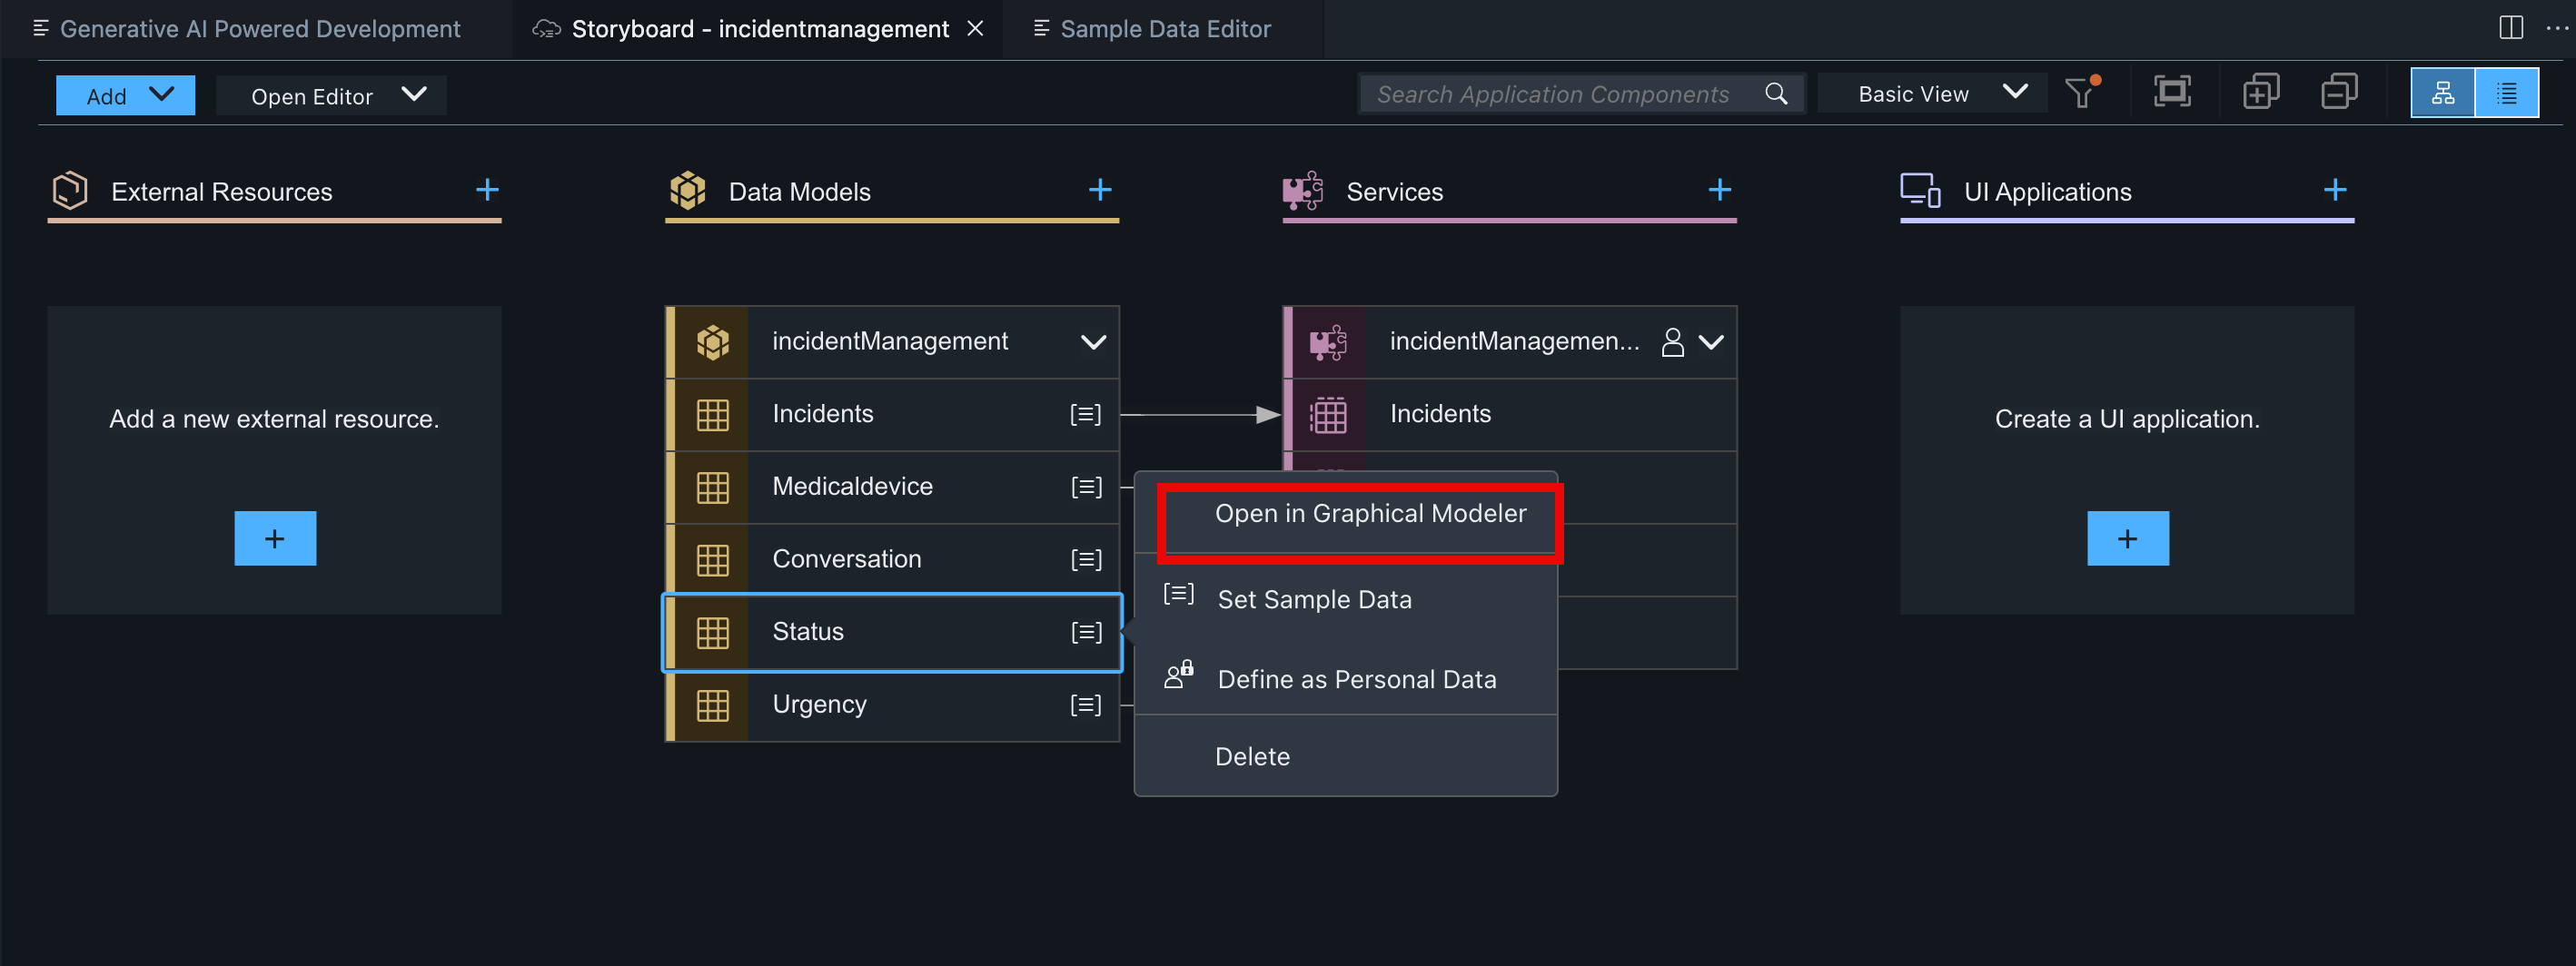 Generative AI Powered Development
Storyboard - incidentmanagement
Sample Data Editor
Add
Open Editor
Search Application Components
Basic View
External Resources
Data Models
Services
UI Applications
Add a new external resource.
incidentManagement
Incidents
Medicaldevice
Conversation
Status
Urgency
incidentManagemen...
Incidents
Open in Graphical Modeler
Set Sample Data
Define as Personal Data
Delete
Create a UI application.